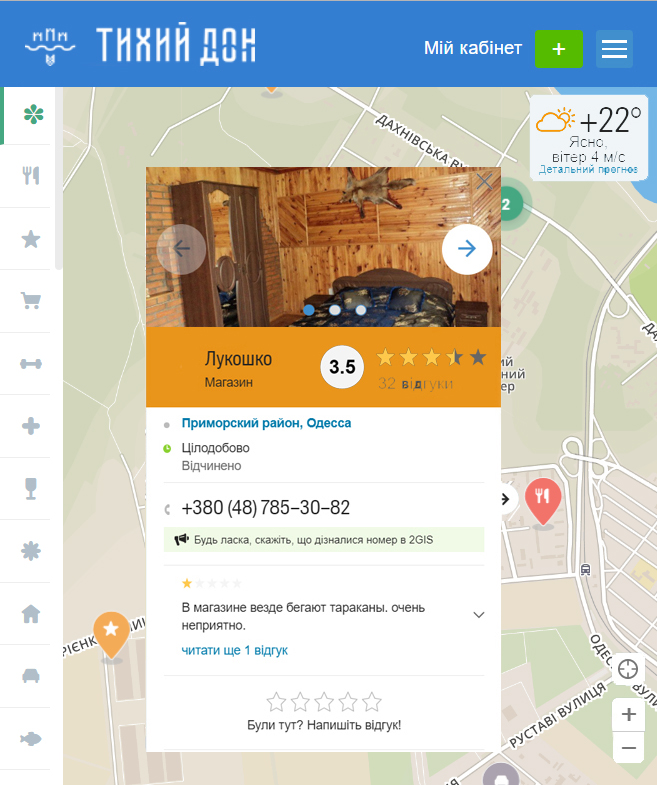 ТИХИЙ ДОН
Мій кабінет
+
ДАХНІВСЬКА ВУ
+22°
Ясно,
вітер 4 м/с
Детальний прогноз
2
Лукошко
Магазин
3.5
32 відгуки
Приморский район, Одесса
Цілодобово
Відчинено
+380 (48) 785–30–82
Будь ласка, скажіть, що дізналися номер в 2GIS
В магазине везде бегают тараканы. очень
неприятно.
читати ще 1 відгук
Були тут? Напишіть відгук!
РУСТАВІ ВУЛИЦЯ
+
−